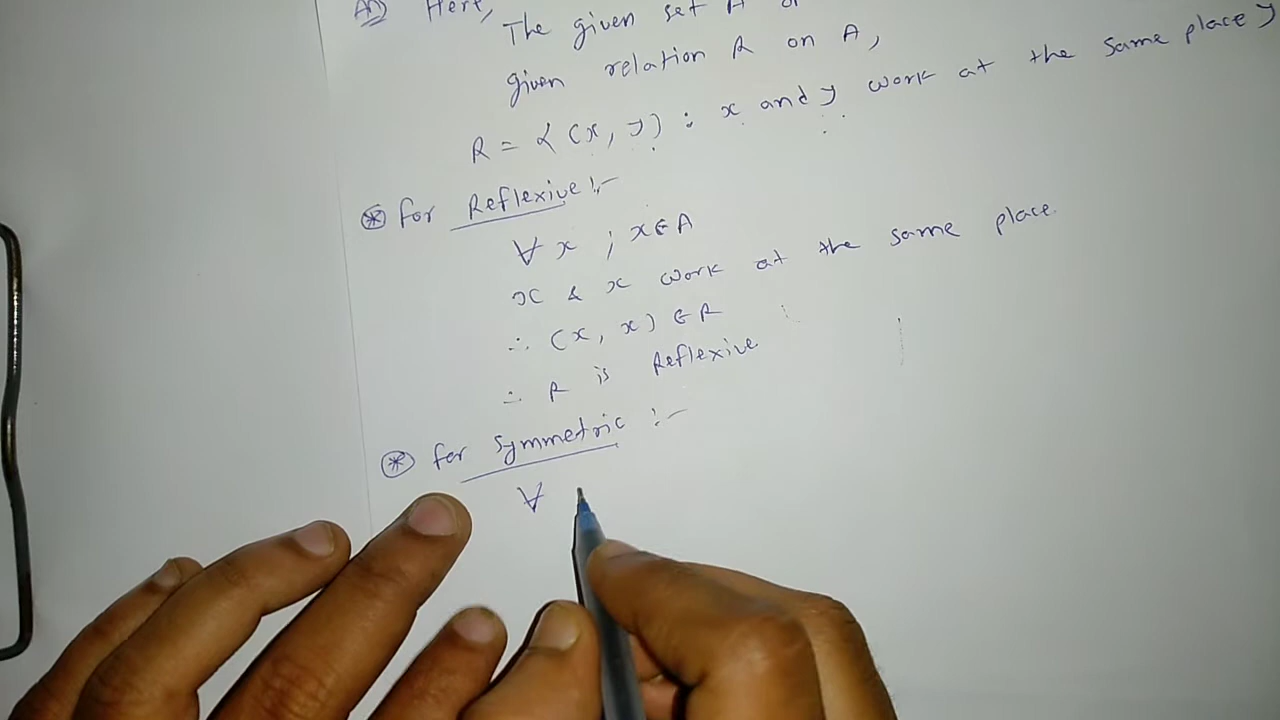 Here,
The given set A
given relation R on A,
R = {(x, y) : x and y work at the same place}
⊛ for Reflexive :-
∀ x ; x∈A
x & x work at the same place.
∴ (x, x) ∈ R
∴ R is Reflexive
⊛ for Symmetric :-
∀